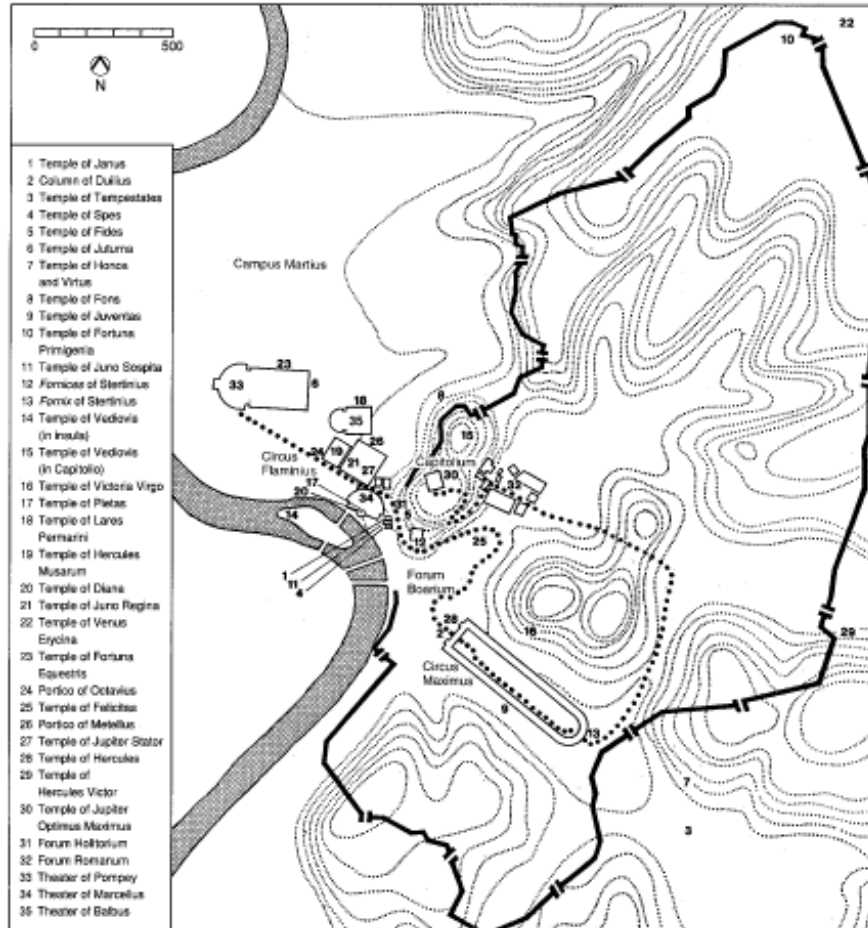 0 500
N
1 Temple of Janus
2 Column of Duilius
3 Temple of Tempestates
4 Temple of Spes
5 Temple of Fides
6 Temple of Juturna
7 Temple of Honos
and Virtus
8 Temple of Fons
9 Temple of Juventas
10 Temple of Fortuna
Primigenia
11 Temple of Juno Sospita
12 Fornices of Stertinius
13 Fornix of Stertinius
14 Temple of Vediovis
(in Insula)
15 Temple of Vediovis
(in Capitolio)
16 Temple of Victoria Virgo
17 Temple of Pietas
18 Temple of Lares
Permarini
19 Temple of Hercules
Musarum
20 Temple of Diana
21 Temple of Juno Regina
22 Temple of Venus
Erycina
23 Temple of Fortuna
Equestris
24 Portico of Octavius
25 Temple of Felicitas
26 Portico of Metellus
27 Temple of Jupiter Stator
28 Temple of Hercules
29 Temple of
Hercules Victor
30 Temple of Jupiter
Optimus Maximus
31 Forum Holitorium
32 Forum Romanum
33 Theater of Pompey
34 Theater of Marcellus
35 Theater of Balbus
22
10
Campus Martius
23
33
6
18
35
8
26
15
19
21
27
Circus
Flaminius
Capitolium
30
32
17
20
34
31
14
25
1
11
4
Forum
Boarium
28
2
16
29
Circus
Maximus
9
13
7
3